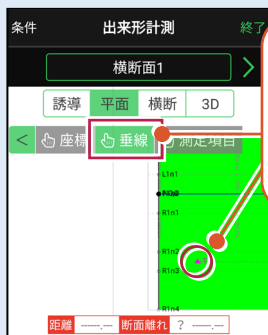 条件 出来形計測 終了
横断面1 >
誘導 平面 横断 3D
< 座標 垂線 測定項目
L1n1
R1n1
R1n2
R1n3
R1n4
距離 -----.--- 断面離れ ? -----.---